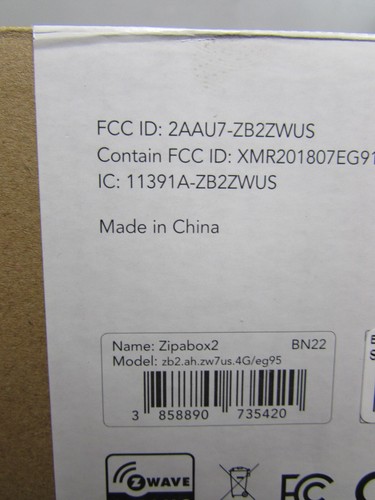 FCC ID: 2AAU7-ZB2ZWUS
Contain FCC ID: XMR201807EG91
IC: 11391A-ZB2ZWUS
Made in China
Name: Zipabox2 BN22
Model: zb2.ah.zw7us.4G/eg95
3 858890 735420
Z WAVE
FC